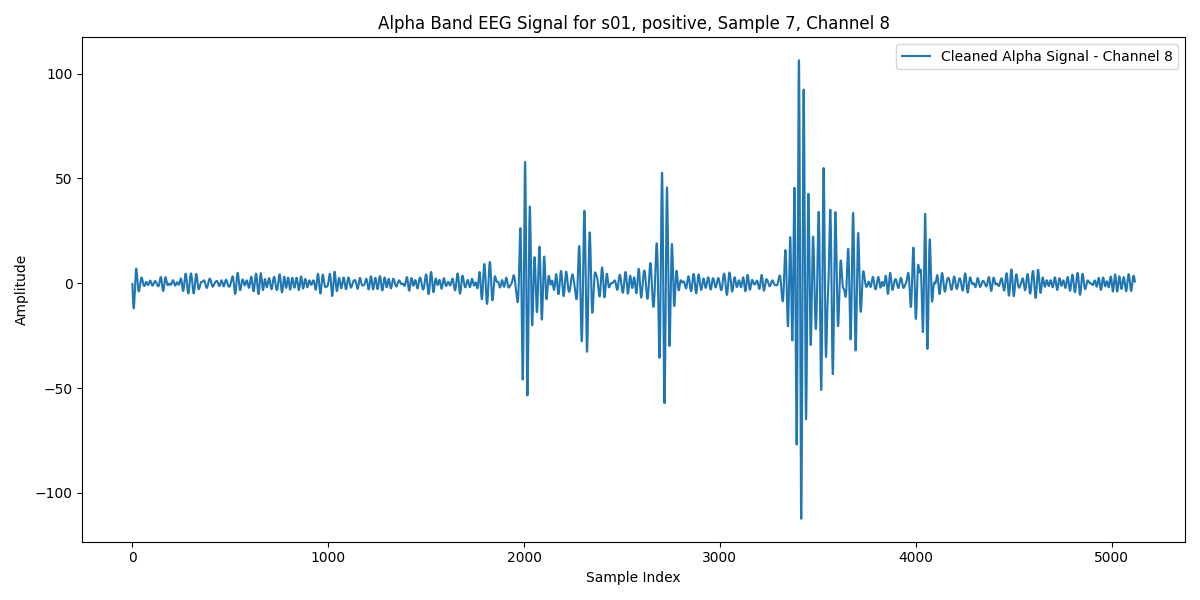 Alpha Band EEG Signal for s01, positive, Sample 7, Channel 8
Cleaned Alpha Signal - Channel 8
100
50
0
−50
−100
Amplitude
0 1000 2000 3000 4000 5000
Sample Index